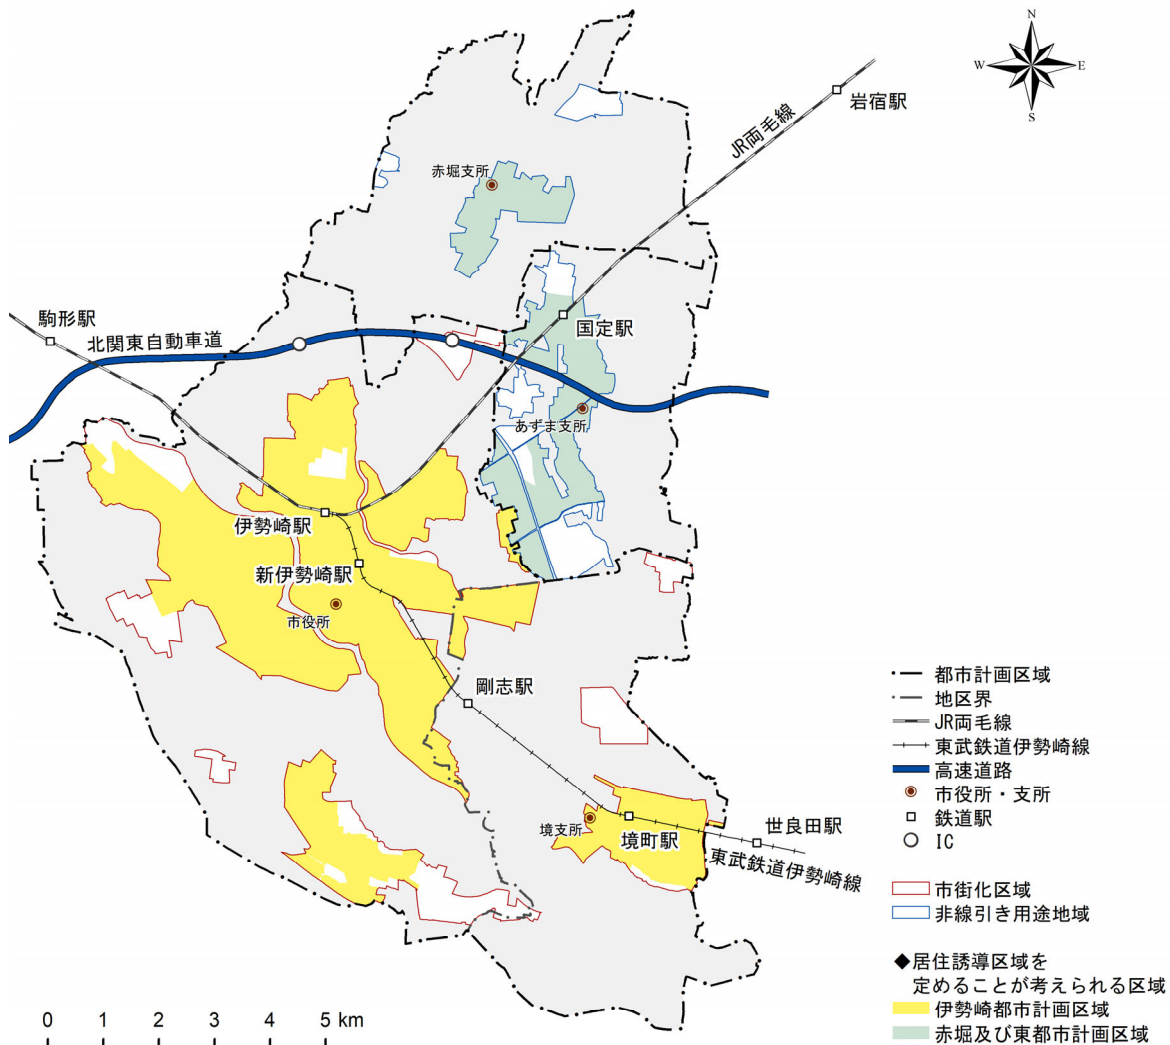 N
W
E
S
岩宿駅
JR両毛線
赤堀支所
駒形駅
北関東自動車道
国定駅
あずま支所
伊勢崎駅
新伊勢崎駅
市役所
剛志駅
境支所
境町駅
世良田駅
東武鉄道伊勢崎線
都市計画区域
地区界
JR両毛線
東武鉄道伊勢崎線
高速道路
市役所・支所
鉄道駅
IC
市街化区域
非線引き用途地域
◆居住誘導区域を
定めることが考えられる区域
伊勢崎都市計画区域
赤堀及び東都市計画区域
0 1 2 3 4 5 km